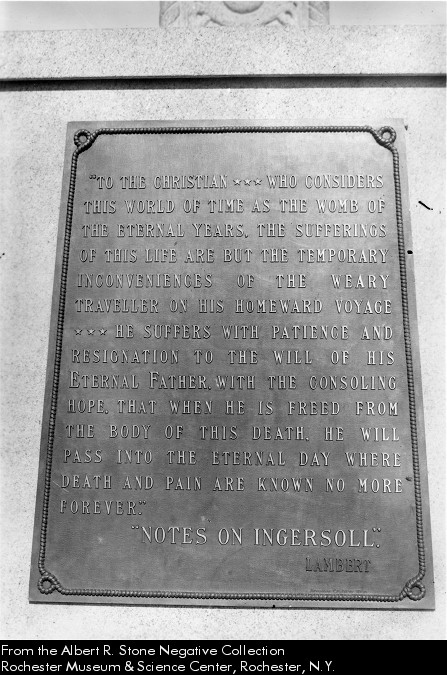 "TO THE CHRISTIAN *** WHO CONSIDERS
THIS WORLD OF TIME AS THE WOMB OF
THE ETERNAL YEARS, THE SUFFERINGS
OF THIS LIFE ARE BUT THE TEMPORARY
INCONVENIENCES OF THE WEARY
TRAVELLER ON HIS HOMEWARD VOYAGE
*** HE SUFFERS WITH PATIENCE AND
RESIGNATION TO THE WILL OF HIS
ETERNAL FATHER, WITH THE CONSOLING
HOPE, THAT WHEN HE IS FREED FROM
THE BODY OF THIS DEATH, HE WILL
PASS INTO THE ETERNAL DAY WHERE
DEATH AND PAIN ARE KNOWN NO MORE
FOREVER."
"NOTES ON INGERSOLL".
LAMBERT
From the Albert R. Stone Negative Collection
Rochester Museum & Science Center, Rochester, N.Y.